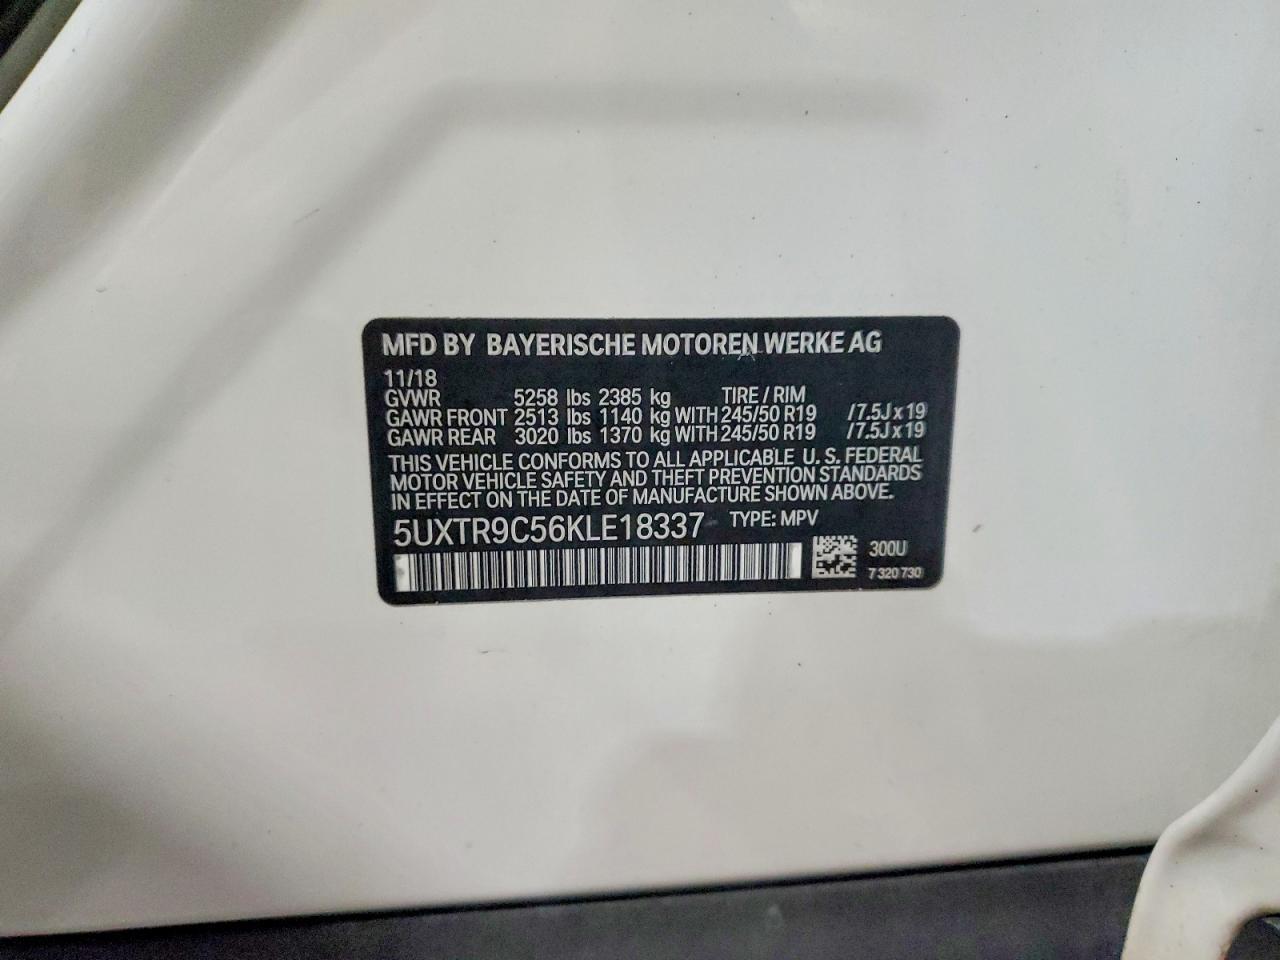 MFD BY BAYERISCHE MOTOREN WERKE AG
11/18
GVWR 5258 lbs 2385 kg TIRE / RIM
GAWR FRONT 2513 lbs 1140 kg WITH 245/50 R19 /7.5J x 19
GAWR REAR 3020 lbs 1370 kg WITH 245/50 R19 /7.5J x 19
THIS VEHICLE CONFORMS TO ALL APPLICABLE U. S. FEDERAL
MOTOR VEHICLE SAFETY AND THEFT PREVENTION STANDARDS
IN EFFECT ON THE DATE OF MANUFACTURE SHOWN ABOVE.
5UXTR9C56KLE18337 TYPE: MPV
300U
7 320 730